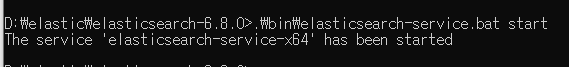 D:₩elastic₩elasticsearch-6.8.0>.₩bin₩elasticsearch-service.bat start
The service 'elasticsearch-service-x64' has been started